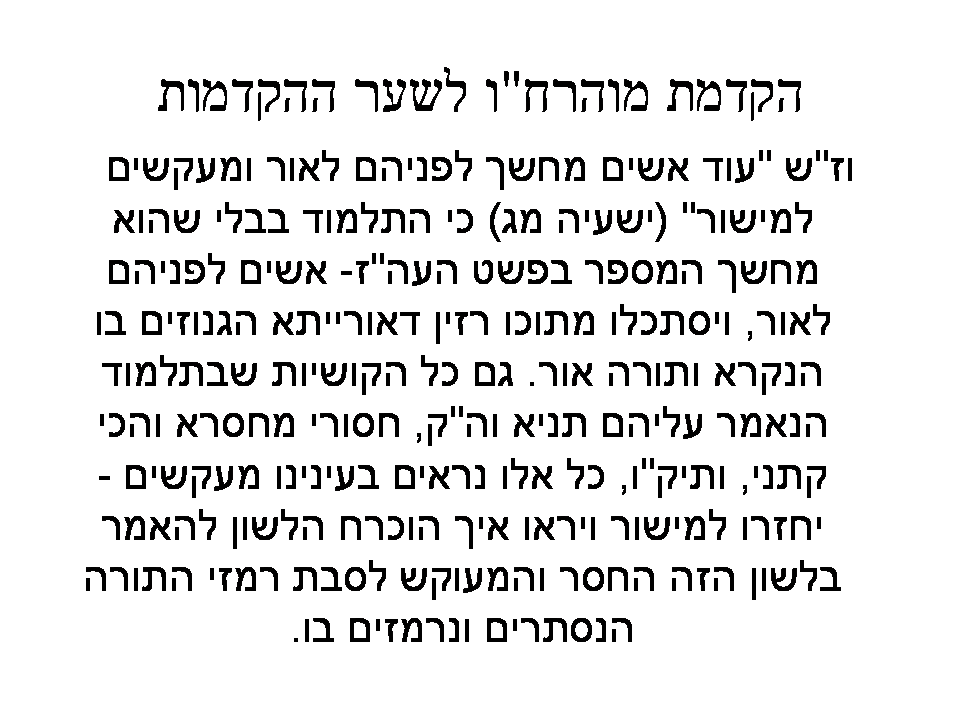 הקדמת מוהרח"ו לשער ההקדמות
וז"ש "עוד אשים מחשך לפניהם לאור ומעקשים
למישור" (ישעיה מג) כי התלמוד בבלי שהוא
מחשך המספר בפשט העה"ז- אשים לפניהם
לאור, ויסתכלו מתוכו רזין דאורייתא הגנוזים בו
הנקרא ותורה אור. גם כל הקושיות שבתלמוד
הנאמר עליהם תניא וה"ק, חסורי מחסרא והכי
קתני, ותיק"ו, כל אלו נראים בעינינו מעקשים -
יחזרו למישור ויראו איך הוכרח הלשון להאמר
בלשון הזה החסר והמעוקש לסבת רמזי התורה
הנסתרים ונרמזים בו.